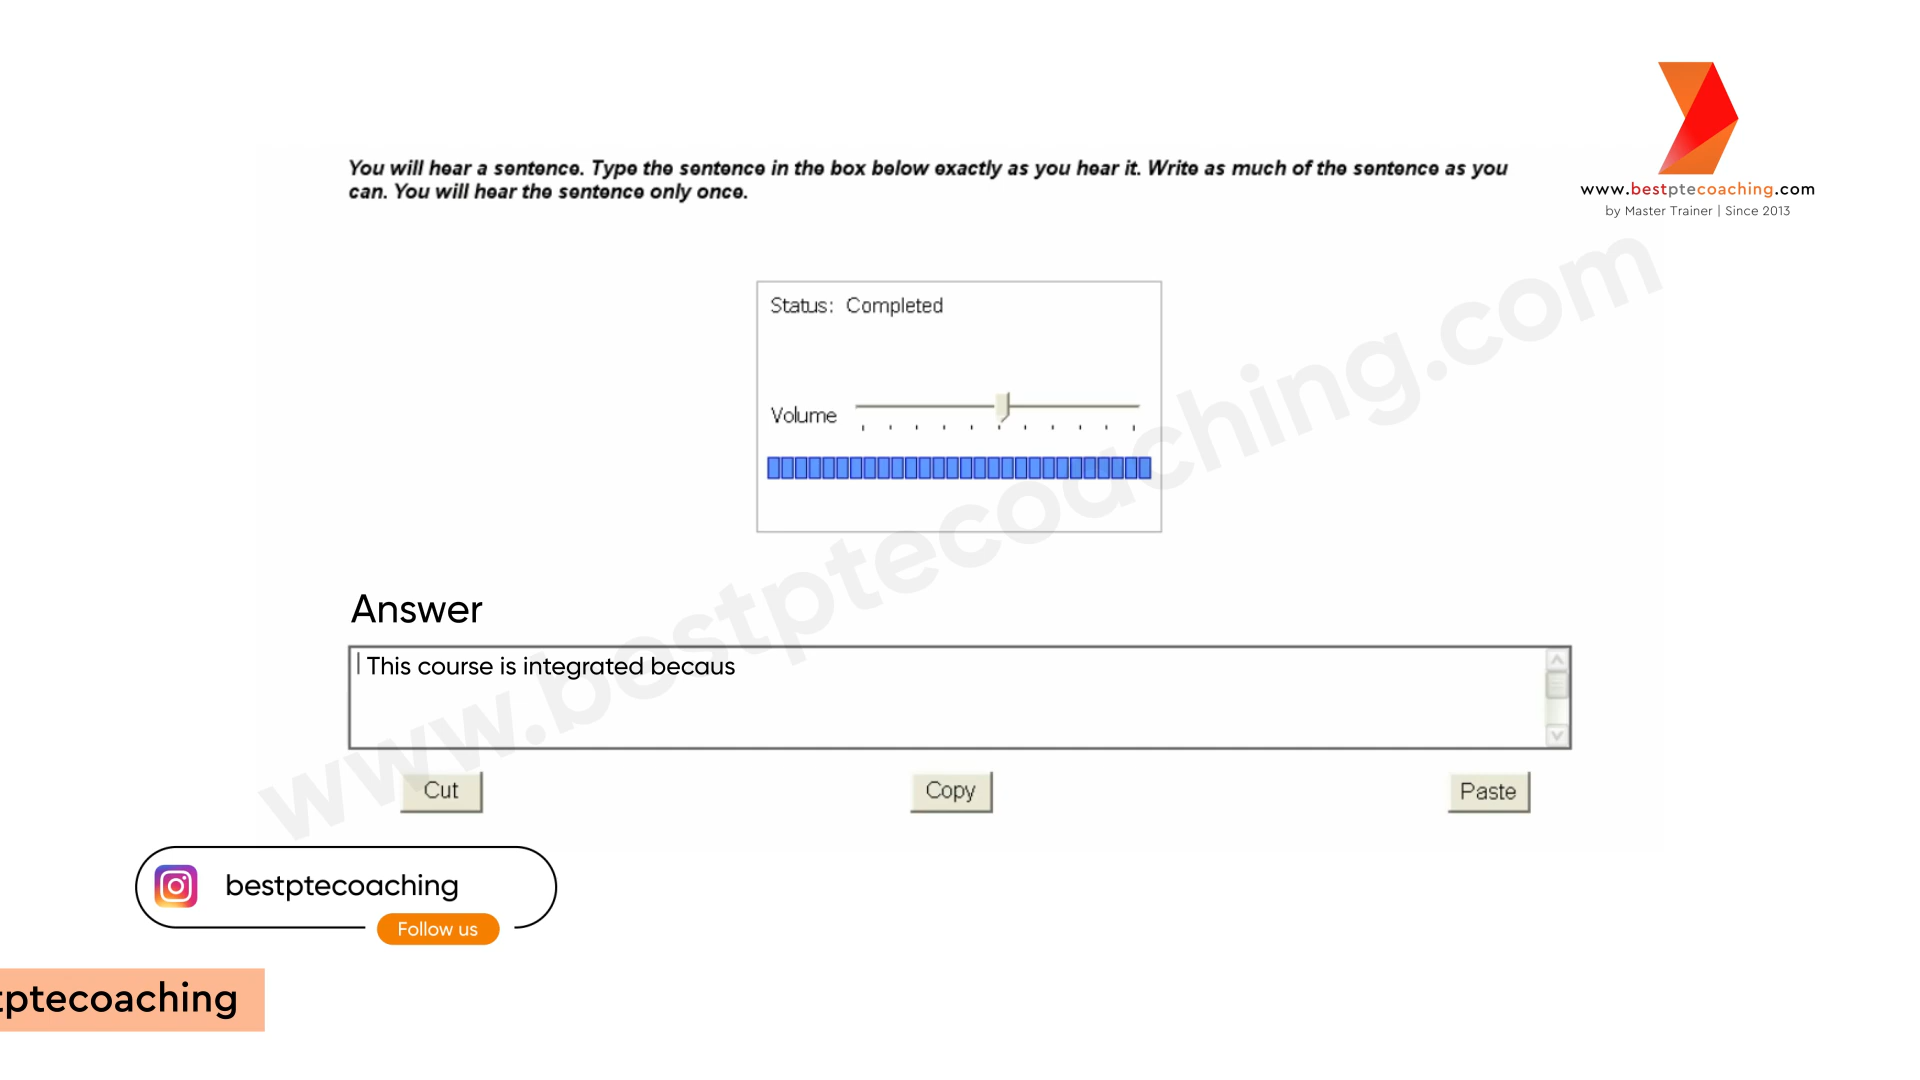 You will hear a sentence. Type the sentence in the box below exactly as you hear it. Write as much of the sentence as you
can. You will hear the sentence only once.
www.bestptecoaching.com
by Master Trainer | Since 2013
Status: Completed
Volume
www.bestptecoaching.com
Answer
This course is integrated becaus
Cut
Copy
Paste
bestptecoaching
Follow us
tptecoaching